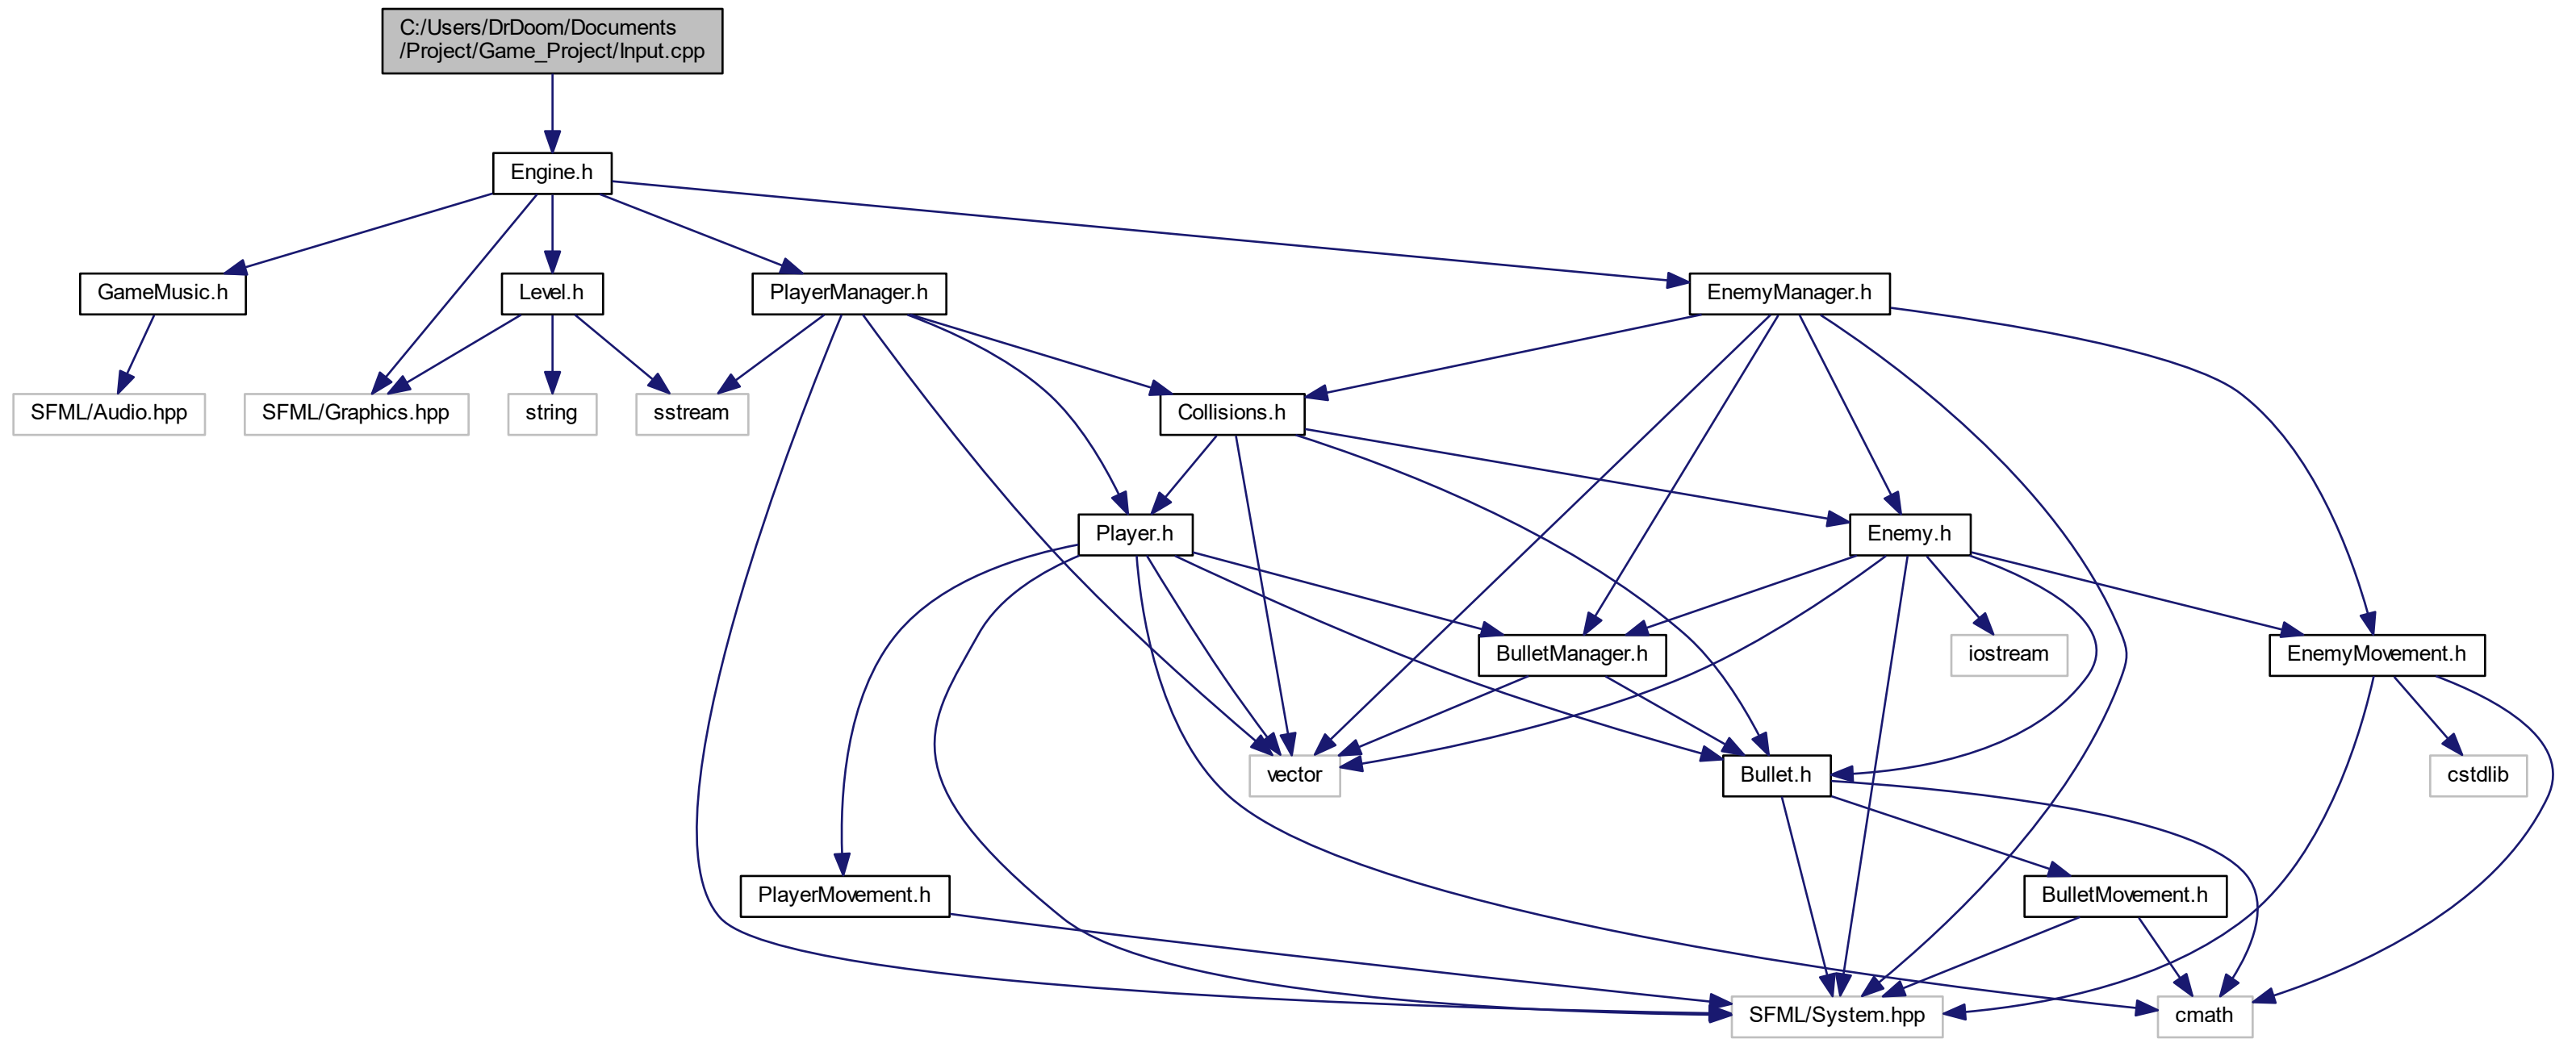 C:/Users/DrDoom/Documents
/Project/Game_Project/Input.cpp
Engine.h
GameMusic.h
Level.h
PlayerManager.h
EnemyManager.h
SFML/Audio.hpp
SFML/Graphics.hpp
string
sstream
Collisions.h
Player.h
Enemy.h
BulletManager.h
iostream
EnemyMovement.h
vector
Bullet.h
cstdlib
PlayerMovement.h
BulletMovement.h
SFML/System.hpp
cmath